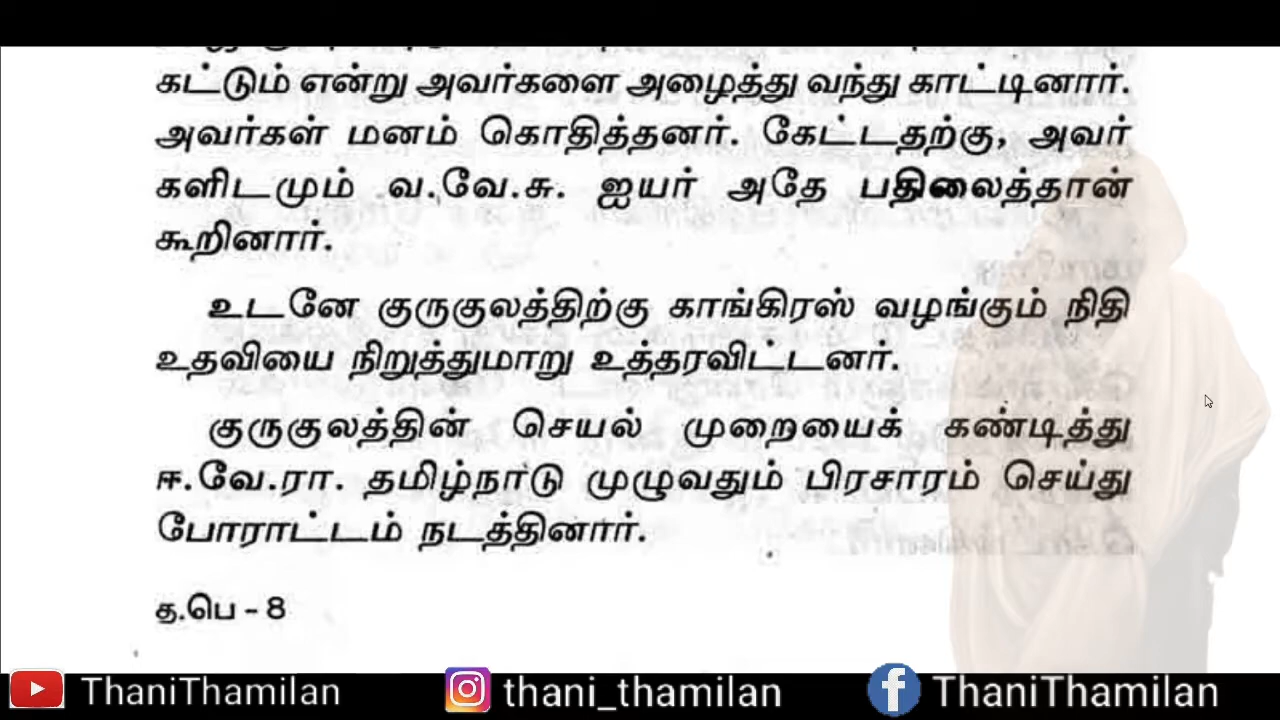 கட்டும் என்று அவர்களை அழைத்து வந்து காட்டினார்.
அவர்கள் மனம் கொதித்தனர். கேட்டதற்கு, அவர்
களிடமும் வ.வே.சு. ஐயர் அதே பதிலைத்தான்
கூறினார்.
உடனே குருகுலத்திற்கு காங்கிரஸ் வழங்கும் நிதி
உதவியை நிறுத்துமாறு உத்தரவிட்டனர்.
குருகுலத்தின் செயல் முறையைக் கண்டித்து
ஈ.வே.ரா. தமிழ்நாடு முழுவதும் பிரசாரம் செய்து
போராட்டம் நடத்தினார்.
த.பெ - 8
ThaniThamilan thani_thamilan ThaniThamilan